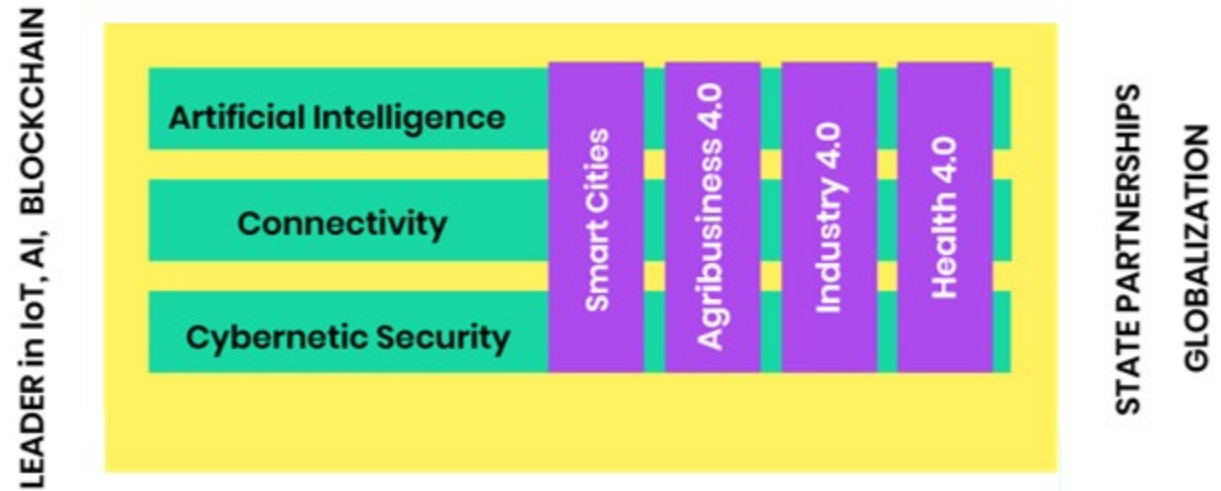 LEADER in IoT, AI, BLOCKCHAIN
Artificial Intelligence
Connectivity
Cybernetic Security
Smart Cities
Agribusiness 4.0
Industry 4.0
Health 4.0
STATE PARTNERSHIPS
GLOBALIZATION